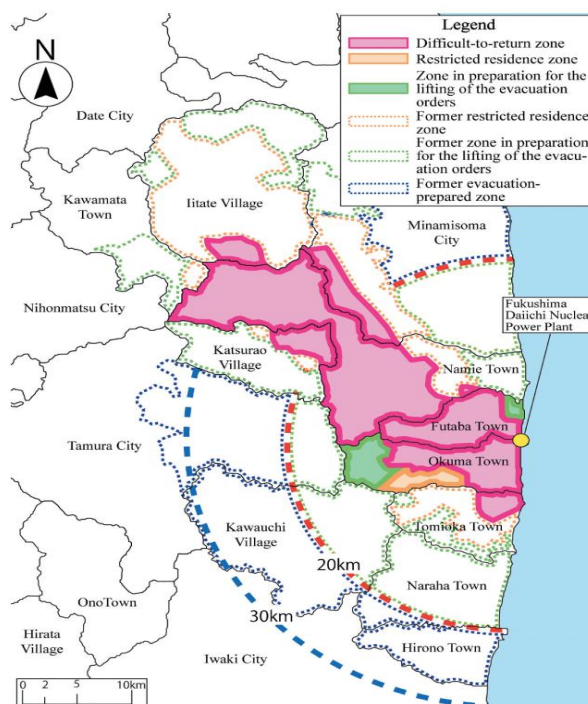 N
Legend
Difficult-to-return zone
Restricted residence zone
Zone in preparation for the
lifting of the evacuation
orders
Former restricted residence
zone
Former zone in preparation
for the lifting of the evacu-
ation orders
Former evacuation-
prepared zone
Date City
Kawamata
Town
Iitate Village
Minamisoma
City
Nihonmatsu City
Fukushima
Daiichi Nuclea
Power Plant
Katsurao
Village
Namie Town
Futaba Town
Tamura City
Okuma Town
Kawauchi
Village
Tomioka Town
20km
Naraha Town
OnoTown
30km
Hirata
Village
Iwaki City
Hirono Town
0 5 10km